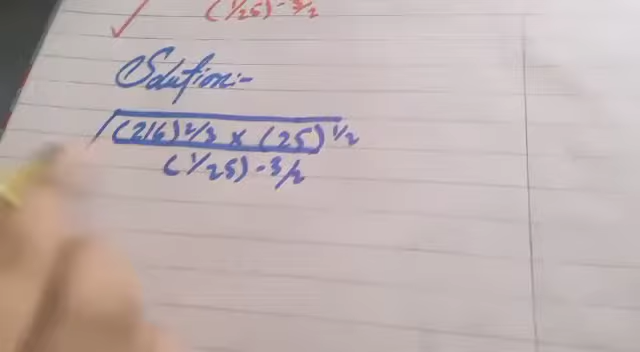 (1/25)-3/2
Solution:-
√(216)2/3 x (25)1/2
(1/25)-3/2